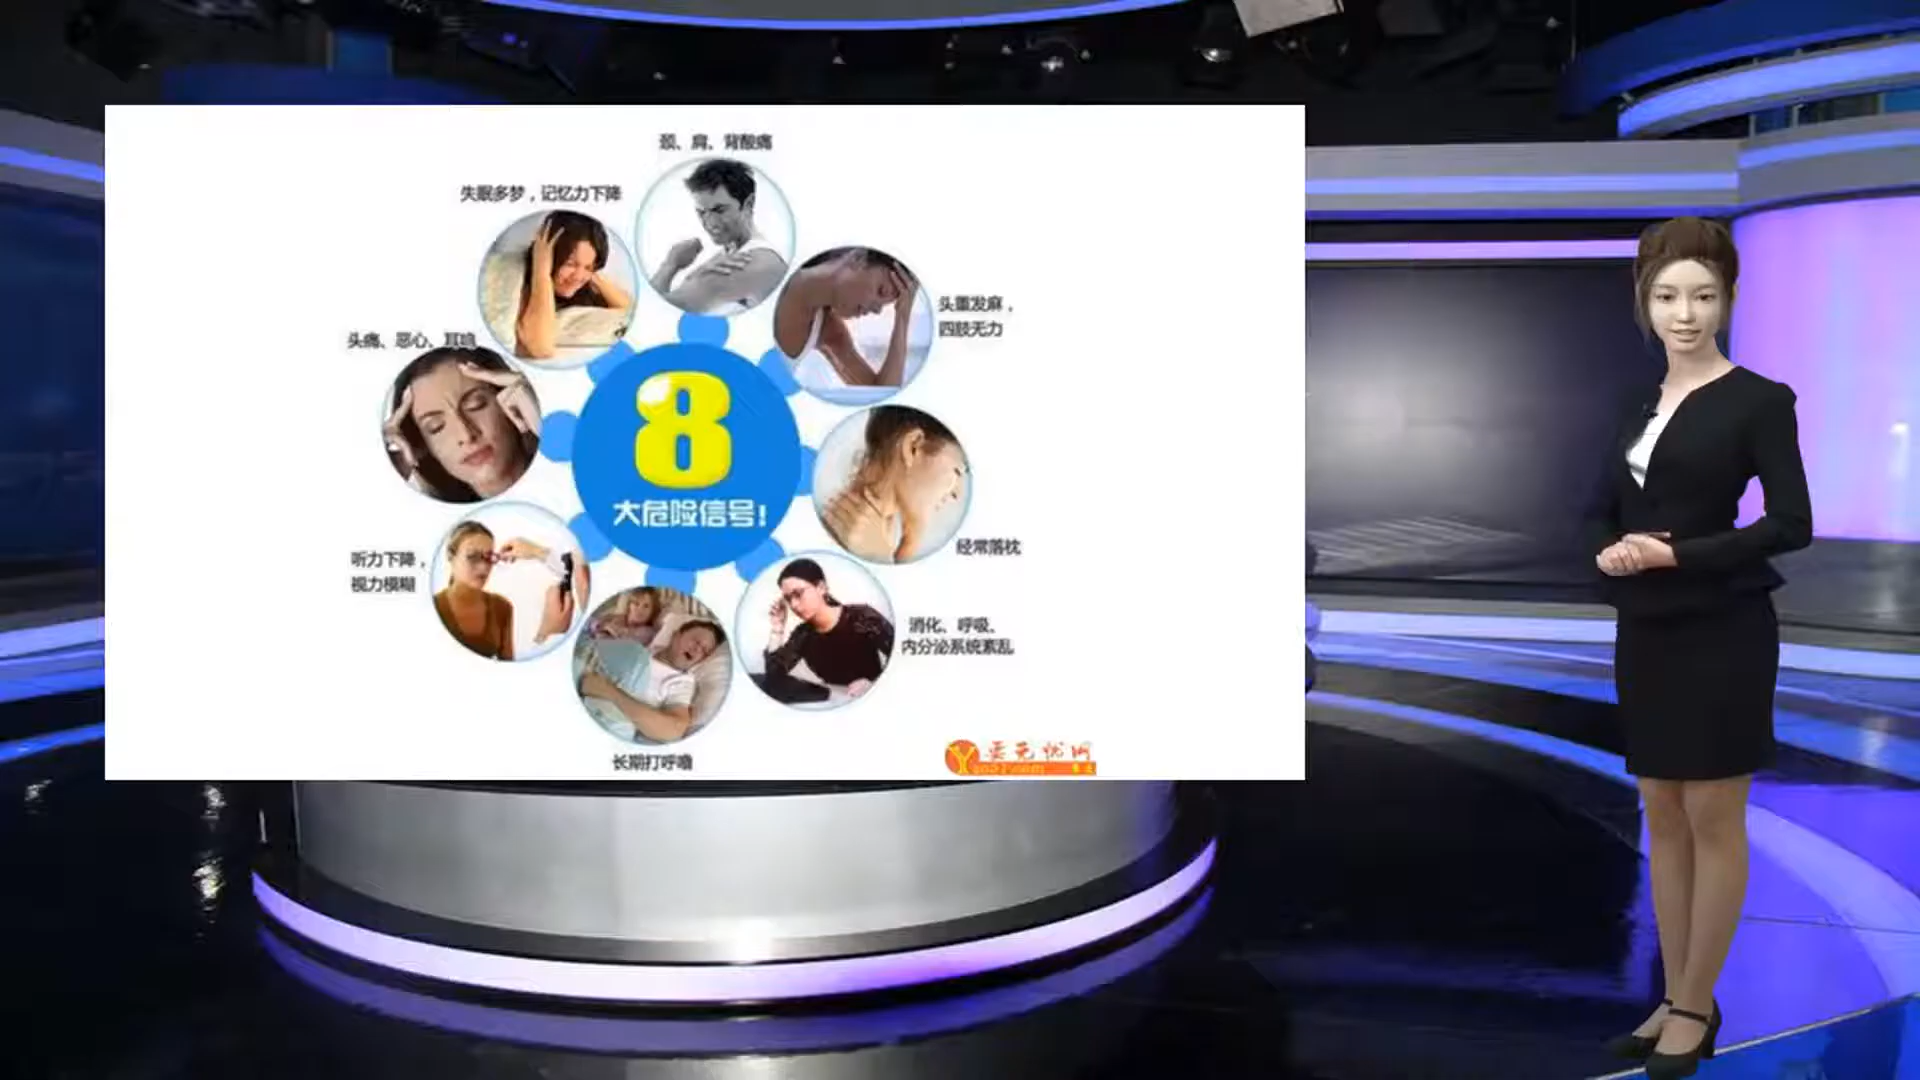 颈、肩、背酸痛
失眠多梦，记忆力下降
头重发麻，
四肢无力
头痛、恶心、耳鸣
8
大危险信号!
经常落枕
听力下降，
视力模糊
消化、呼吸、
内分泌系统紊乱
长期打呼噜
无忧网